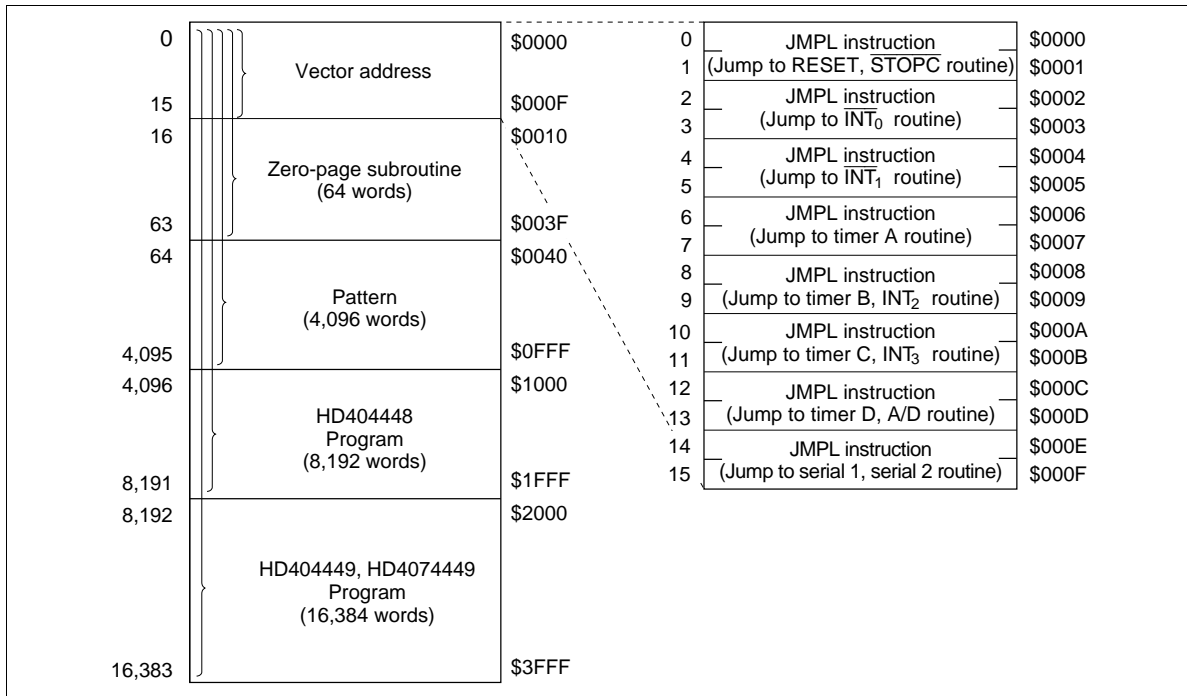 0 $0000
Vector address
15 $000F
16 $0010
Zero-page subroutine
(64 words)
63 $003F
64 $0040
Pattern
(4,096 words)
4,095 $0FFF
4,096 $1000
HD404448
Program
(8,192 words)
8,191 $1FFF
8,192 $2000
HD404449, HD4074449
Program
(16,384 words)
16,383 $3FFF
0 JMPL instruction $0000
1 (Jump to RESET, STOPC routine) $0001
2 JMPL instruction $0002
3 (Jump to INT0 routine) $0003
4 JMPL instruction $0004
5 (Jump to INT1 routine) $0005
6 JMPL instruction $0006
7 (Jump to timer A routine) $0007
8 JMPL instruction $0008
9 (Jump to timer B, INT2 routine) $0009
10 JMPL instruction $000A
11 (Jump to timer C, INT3 routine) $000B
12 JMPL instruction $000C
13 (Jump to timer D, A/D routine) $000D
14 JMPL instruction $000E
15 (Jump to serial 1, serial 2 routine) $000F